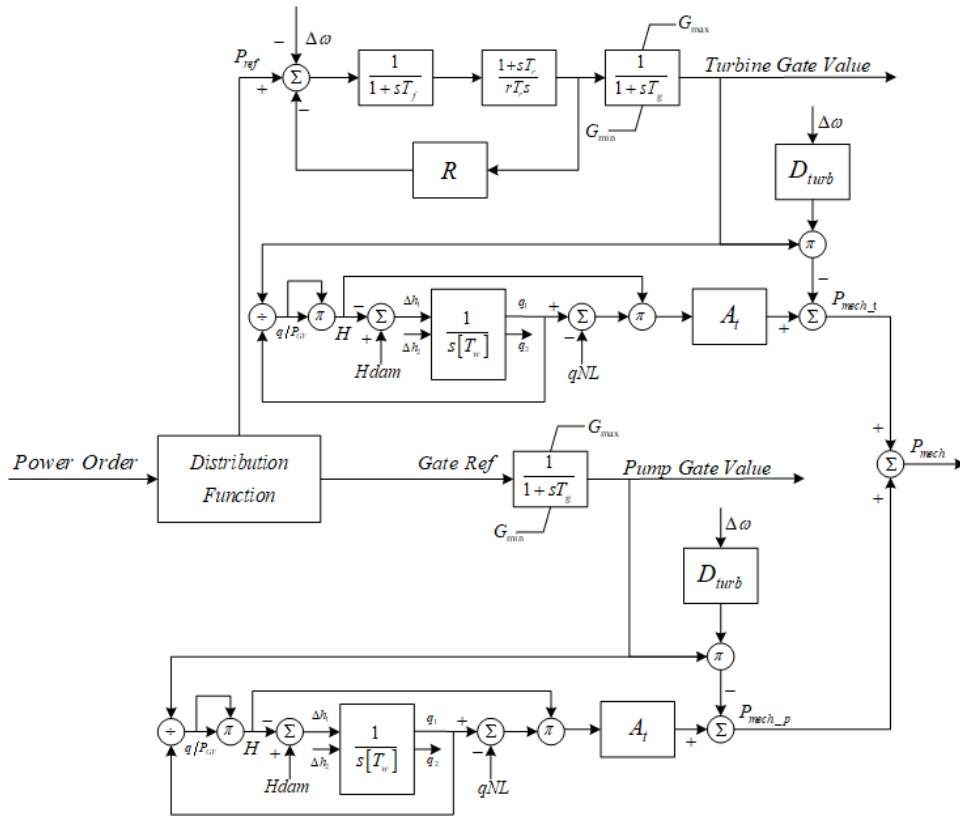 Δω
G_max
P_ref
−
+
Σ
−
1
1+sT_f
1+sT_r
rT_r s
1
1+sT_g
Turbine Gate Value
G_min
Δω
R
D_turb
π
−
÷
q/P_GV
π
H
−
Σ
+
Hdam
Δh_1
Δh_2
1
s[T_w]
q_1
q_2
+
Σ
−
qNL
π
A_t
+
Σ
P_mech_t
Power Order
Distribution
Function
Gate Ref
G_max
1
1+sT_g
G_min
Pump Gate Value
+
Σ
P_mech
+
Δω
D_turb
π
−
÷
q/P_GV
π
H
−
Σ
+
Hdam
Δh_1
Δh_2
1
s[T_w]
q_1
q_2
+
Σ
−
qNL
π
A_t
+
Σ
P_mech_p